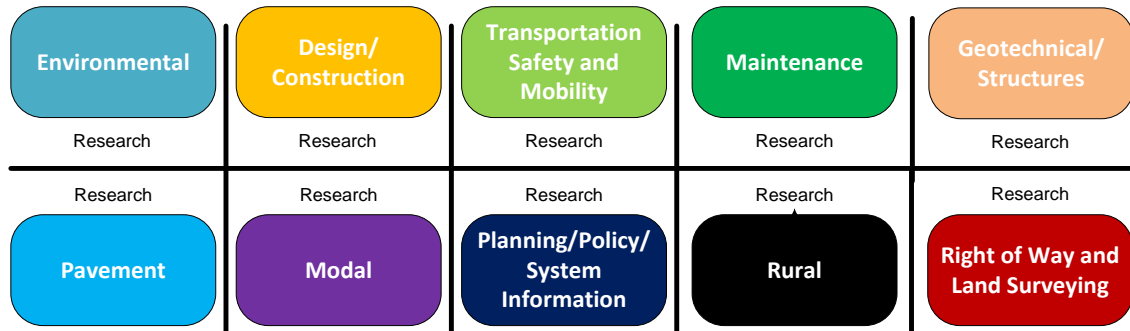 Environmental
Design/
Construction
Transportation
Safety and
Mobility
Maintenance
Geotechnical/
Structures
Research
Research
Research
Research
Research
Research
Research
Research
Research
Research
Pavement
Modal
Planning/Policy/
System
Information
Rural
Right of Way and
Land Surveying